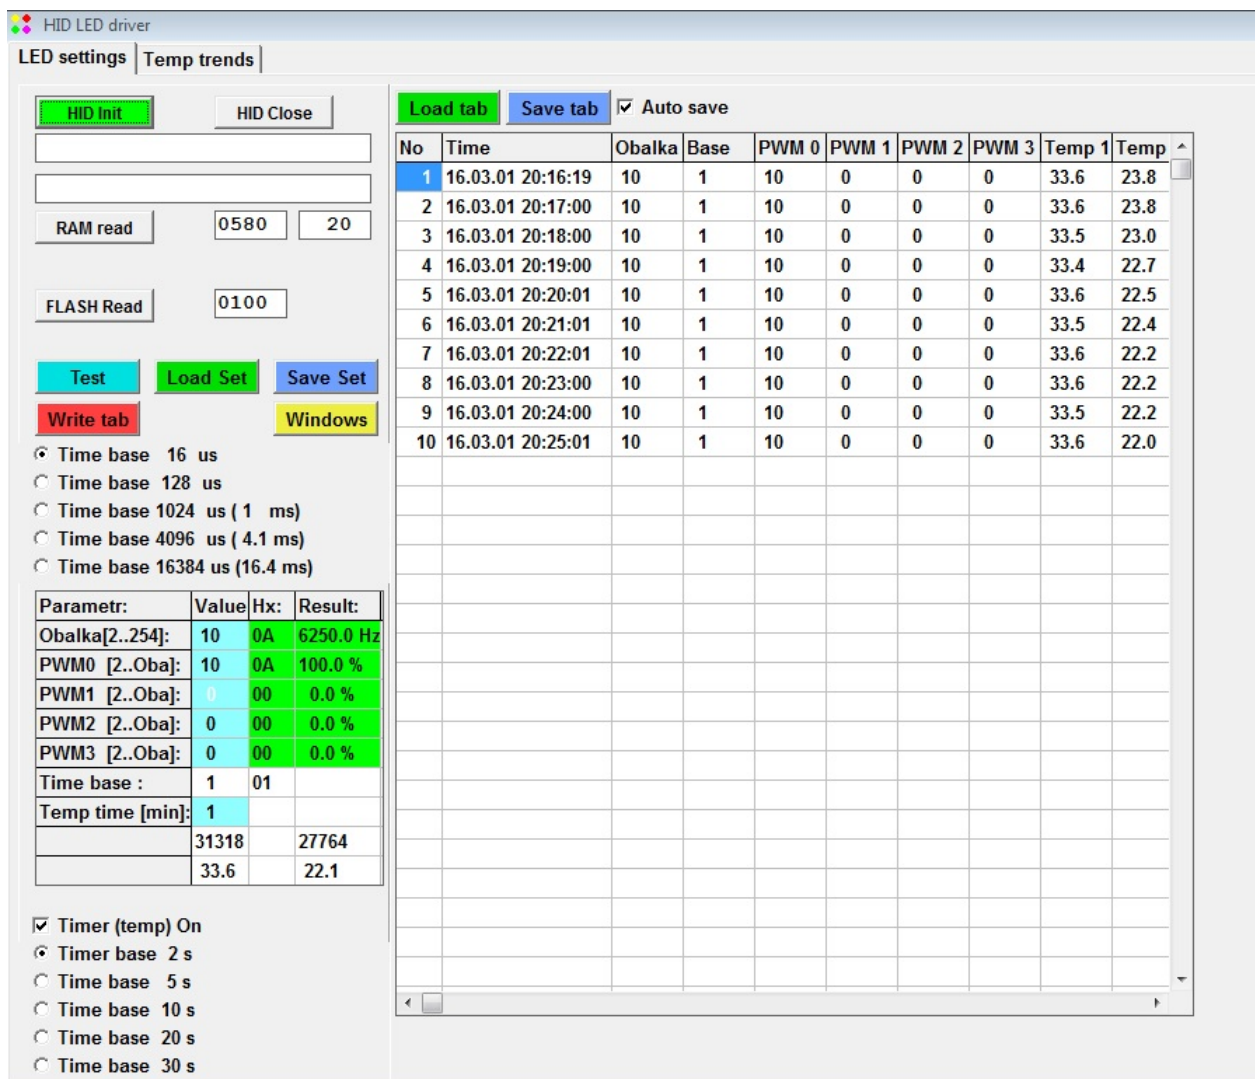 HID LED driver
LED settings Temp trends
HID Init HID Close
RAM read 0580 20
FLASH Read 0100
Test Load Set Save Set
Write tab Windows
Time base 16 us
Time base 128 us
Time base 1024 us ( 1 ms)
Time base 4096 us ( 4.1 ms)
Time base 16384 us (16.4 ms)
Parametr: Value Hx: Result:
Obalka[2..254]: 10 0A 6250.0 Hz
PWM0 [2..Oba]: 10 0A 100.0 %
PWM1 [2..Oba]: 0 00 0.0 %
PWM2 [2..Oba]: 0 00 0.0 %
PWM3 [2..Oba]: 0 00 0.0 %
Time base : 1 01
Temp time [min]: 1
31318 27764
33.6 22.1
Timer (temp) On
Timer base 2 s
Time base 5 s
Time base 10 s
Time base 20 s
Time base 30 s
Load tab Save tab Auto save
No Time Obalka Base PWM 0 PWM 1 PWM 2 PWM 3 Temp 1 Temp
1 16.03.01 20:16:19 10 1 10 0 0 0 33.6 23.8
2 16.03.01 20:17:00 10 1 10 0 0 0 33.6 23.8
3 16.03.01 20:18:00 10 1 10 0 0 0 33.5 23.0
4 16.03.01 20:19:00 10 1 10 0 0 0 33.4 22.7
5 16.03.01 20:20:01 10 1 10 0 0 0 33.6 22.5
6 16.03.01 20:21:01 10 1 10 0 0 0 33.5 22.4
7 16.03.01 20:22:01 10 1 10 0 0 0 33.6 22.2
8 16.03.01 20:23:00 10 1 10 0 0 0 33.6 22.2
9 16.03.01 20:24:00 10 1 10 0 0 0 33.5 22.2
10 16.03.01 20:25:01 10 1 10 0 0 0 33.6 22.0